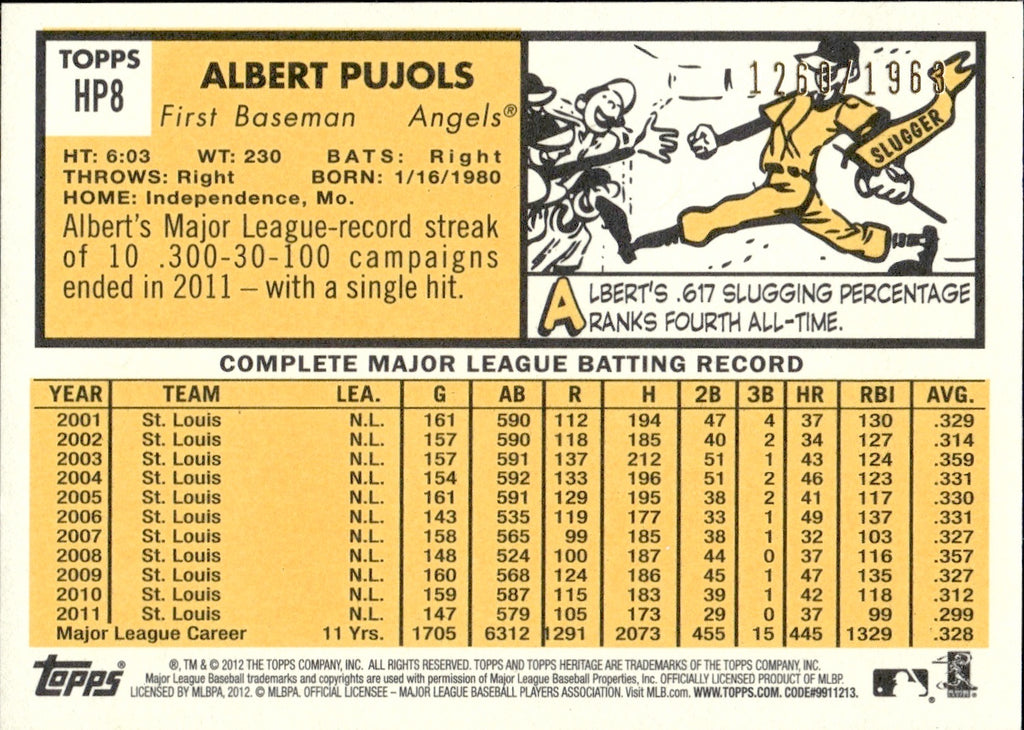 TOPPS
HP8
ALBERT PUJOLS
First Baseman Angels®
HT: 6:03 WT: 230 BATS: Right
THROWS: Right BORN: 1/16/1980
HOME: Independence, Mo.
Albert's Major League-record streak
of 10 .300-30-100 campaigns
ended in 2011 – with a single hit.
1260/1963
SLUGGER
ALBERT'S .617 SLUGGING PERCENTAGE
RANKS FOURTH ALL-TIME.
COMPLETE MAJOR LEAGUE BATTING RECORD
YEAR TEAM LEA. G AB R H 2B 3B HR RBI AVG.
2001 St. Louis N.L. 161 590 112 194 47 4 37 130 .329
2002 St. Louis N.L. 157 590 118 185 40 2 34 127 .314
2003 St. Louis N.L. 157 591 137 212 51 1 43 124 .359
2004 St. Louis N.L. 154 592 133 196 51 2 46 123 .331
2005 St. Louis N.L. 161 591 129 195 38 2 41 117 .330
2006 St. Louis N.L. 143 535 119 177 33 1 49 137 .331
2007 St. Louis N.L. 158 565 99 185 38 1 32 103 .327
2008 St. Louis N.L. 148 524 100 187 44 0 37 116 .357
2009 St. Louis N.L. 160 568 124 186 45 1 47 135 .327
2010 St. Louis N.L. 159 587 115 183 39 1 42 118 .312
2011 St. Louis N.L. 147 579 105 173 29 0 37 99 .299
Major League Career 11 Yrs. 1705 6312 1291 2073 455 15 445 1329 .328
topps®
®, TM & © 2012 THE TOPPS COMPANY, INC. ALL RIGHTS RESERVED. TOPPS AND TOPPS HERITAGE ARE TRADEMARKS OF THE TOPPS COMPANY, INC.
Major League Baseball trademarks and copyrights are used with permission of Major League Baseball Properties, Inc. OFFICIALLY LICENSED PRODUCT OF MLBP.
LICENSED BY MLBPA, 2012. © MLBPA. OFFICIAL LICENSEE – MAJOR LEAGUE BASEBALL PLAYERS ASSOCIATION. Visit MLB.com. WWW.TOPPS.COM. CODE#9911213.